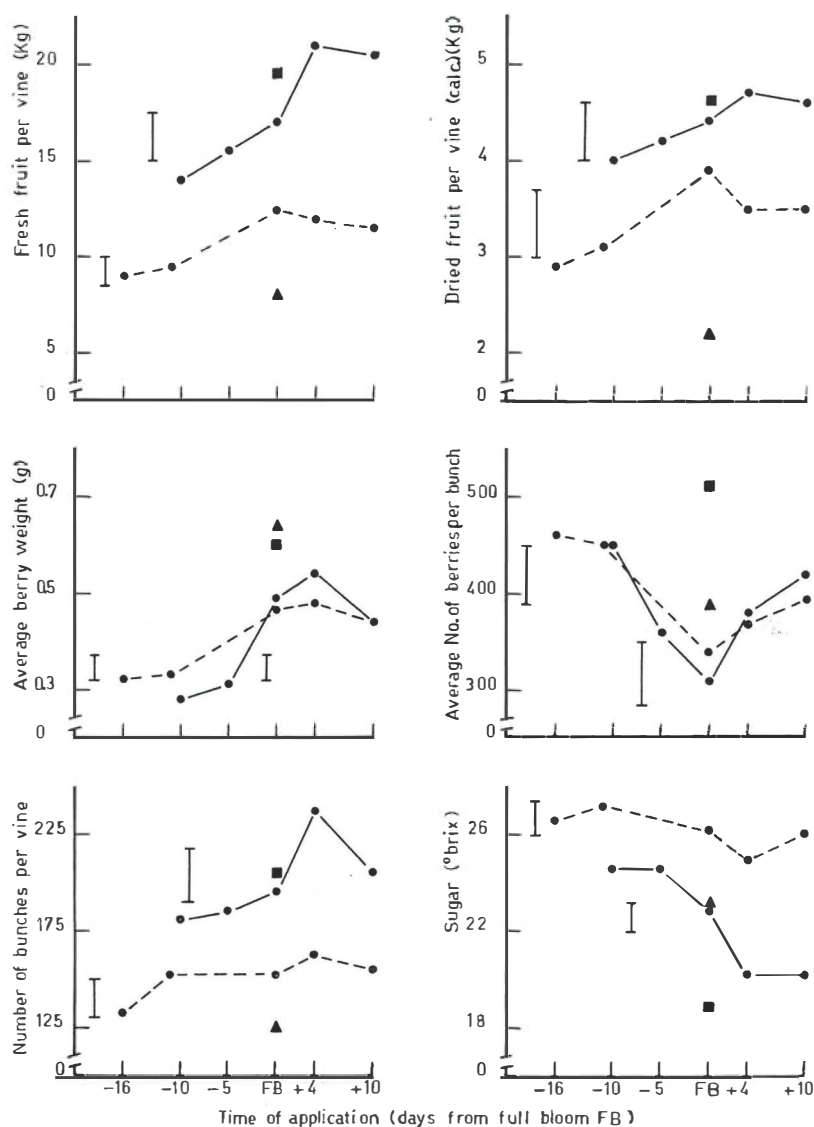 Fresh fruit per vine (Kg)
20
15
10
5
0
Dried fruit per vine (calc.)(Kg)
5
4
3
2
0
Average berry weight (g)
0.7
0.5
0.3
0
Average No. of berries per bunch
500
400
300
0
Number of bunches per vine
225
175
125
0
-16 -10 -5 FB +4 +10
Sugar (°brix)
26
22
18
0
-16 -10 -5 FB +4 +10
Time of application (days from full bloom FB)